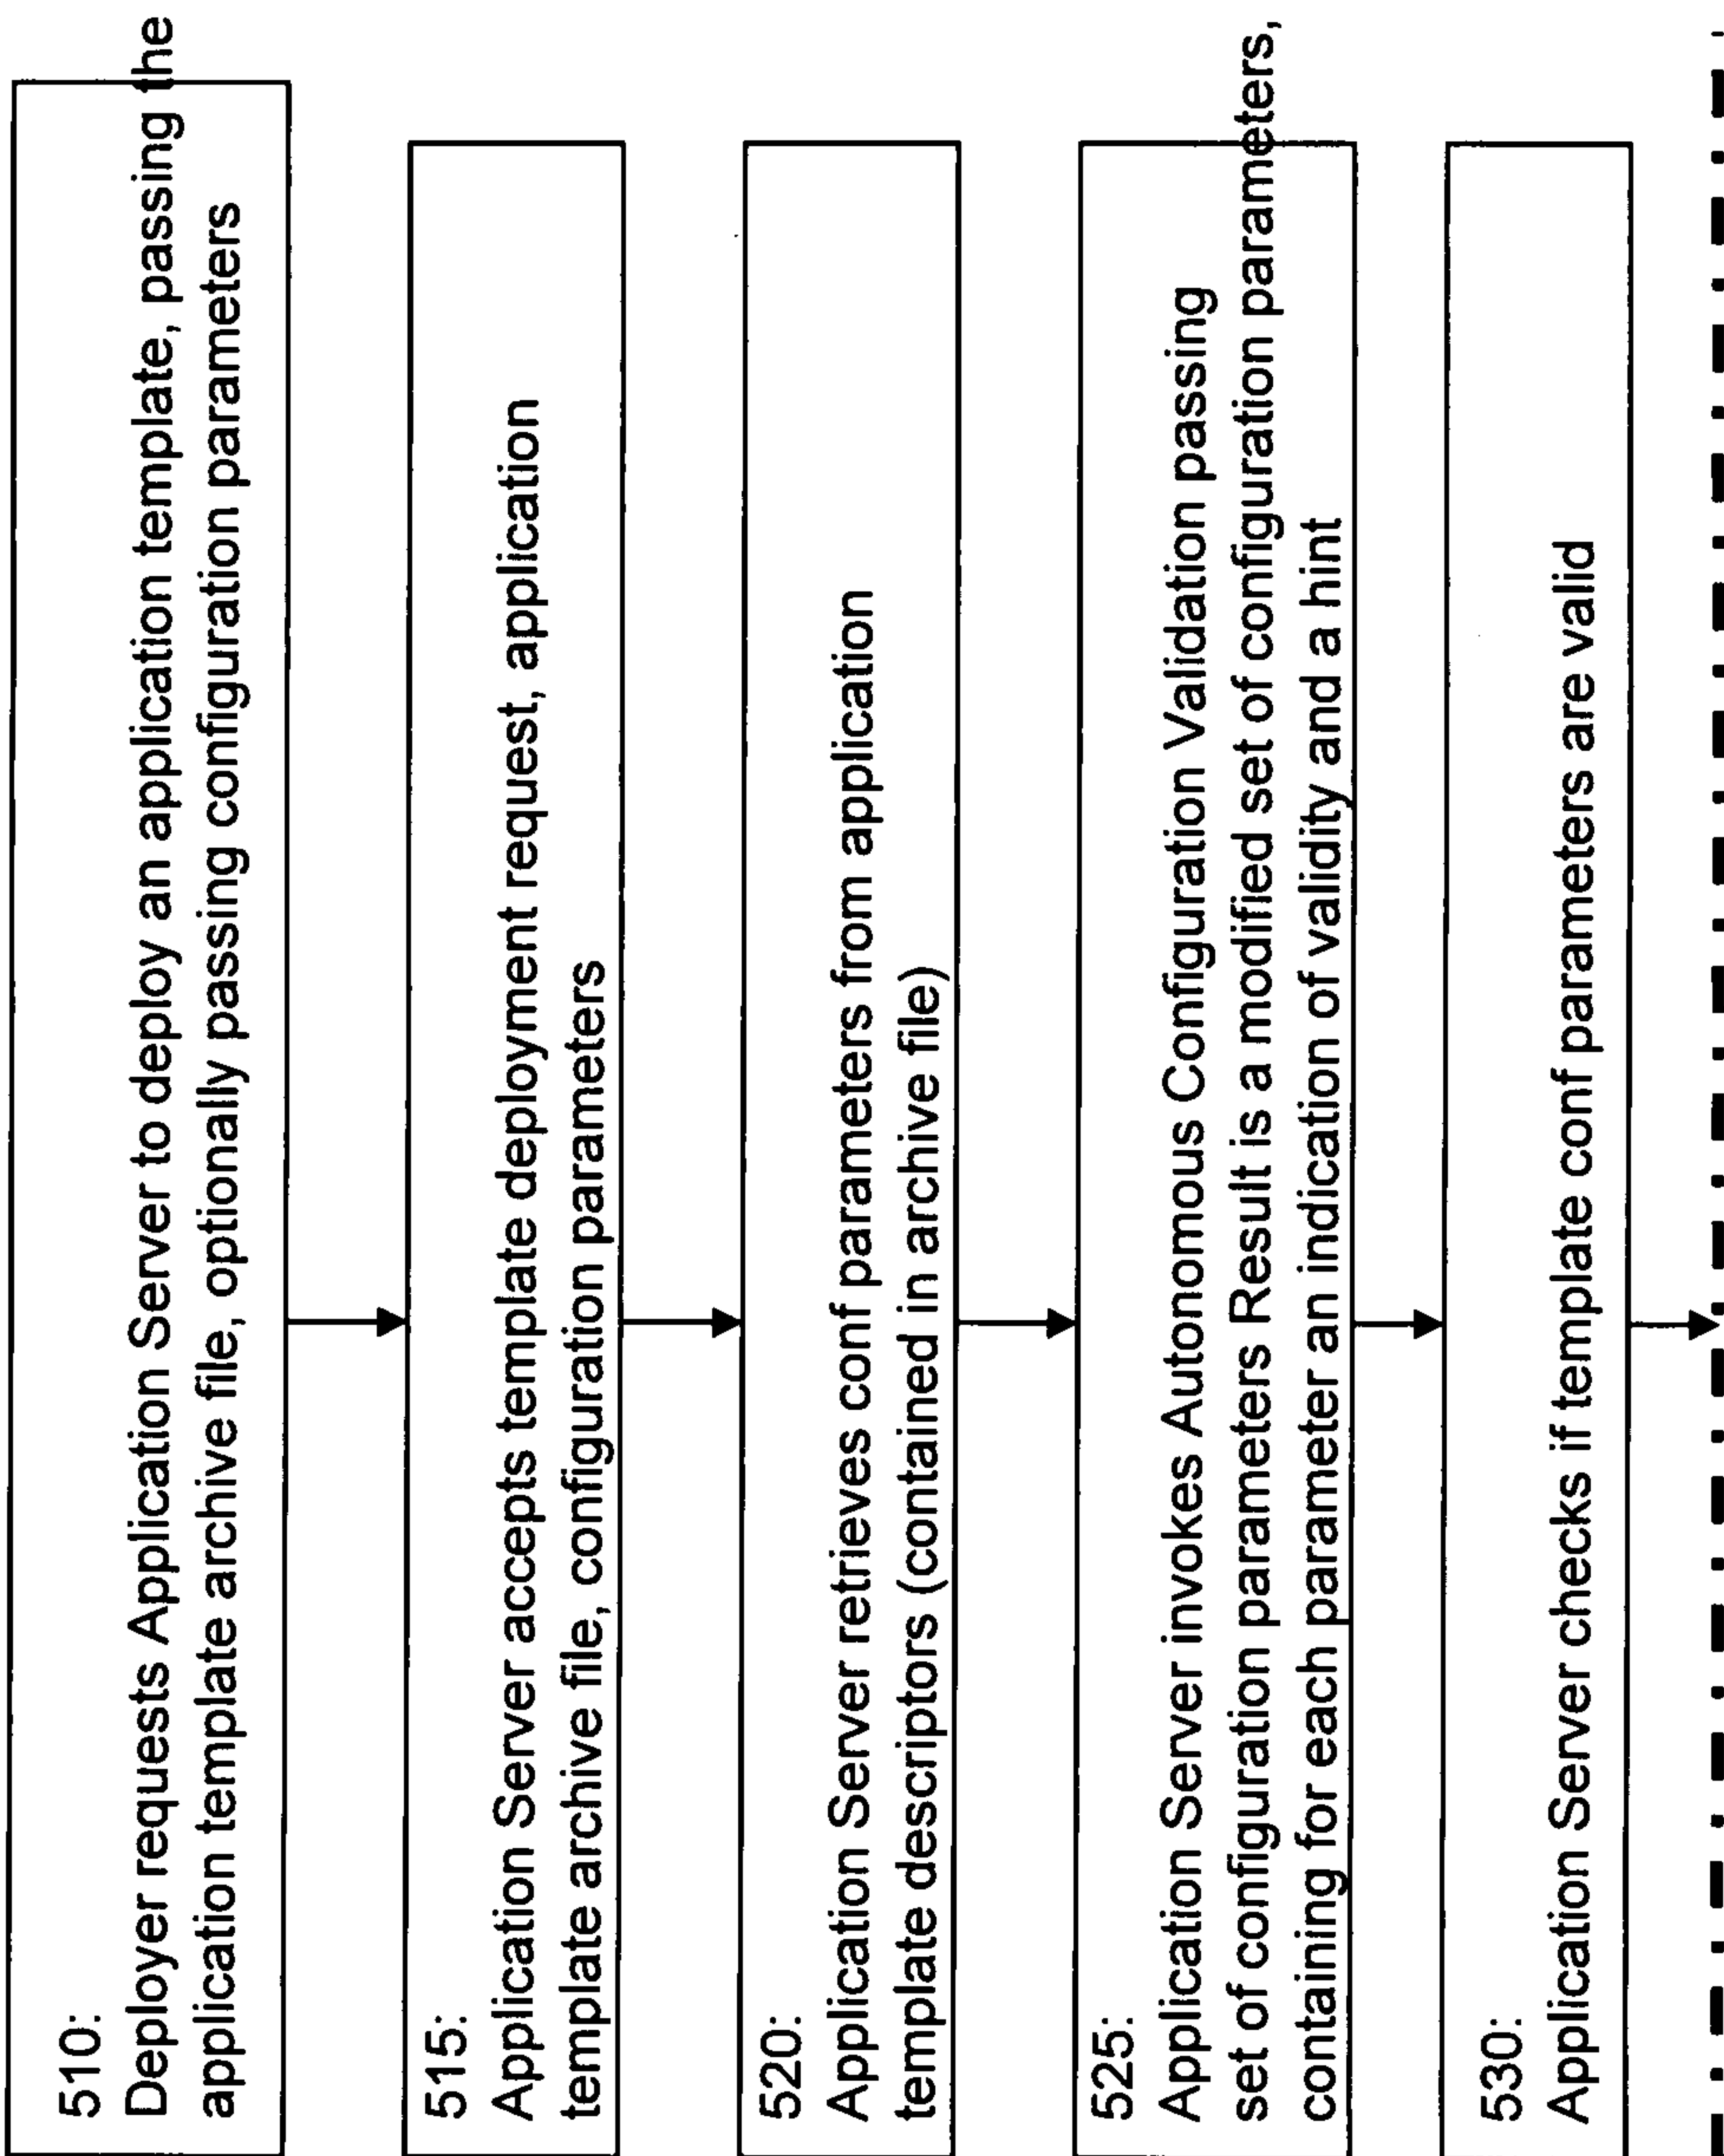 510:
Deployer requests Application Server to deploy an application template, passing the
application template archive file, optionally passing configuration parameters
515:
Application Server accepts template deployment request, application
template archive file, configuration parameters
520:
Application Server retrieves conf parameters from application
template descriptors (contained in archive file)
525:
Application Server invokes Autonomous Configuration Validation passing
set of configuration parameters Result is a modified set of configuration parameters,
containing for each parameter an indication of validity and a hint
530:
Application Server checks if template conf parameters are valid